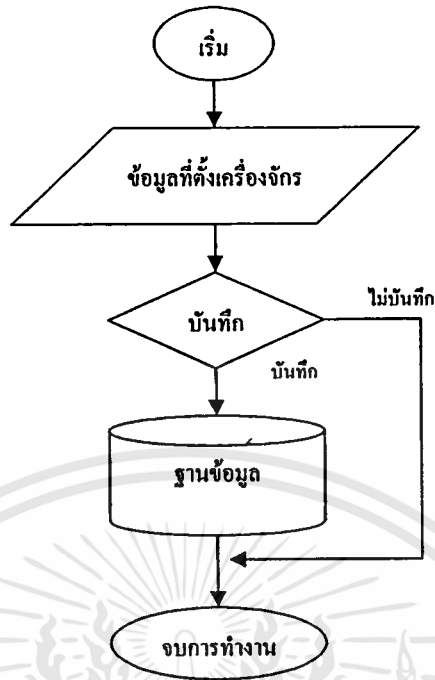 เริ่ม
ข้อมูลที่ตั้งเครื่องจักร
ไม่บันทึก
บันทึก
บันทึก
ฐานข้อมูล
จบการทำงาน